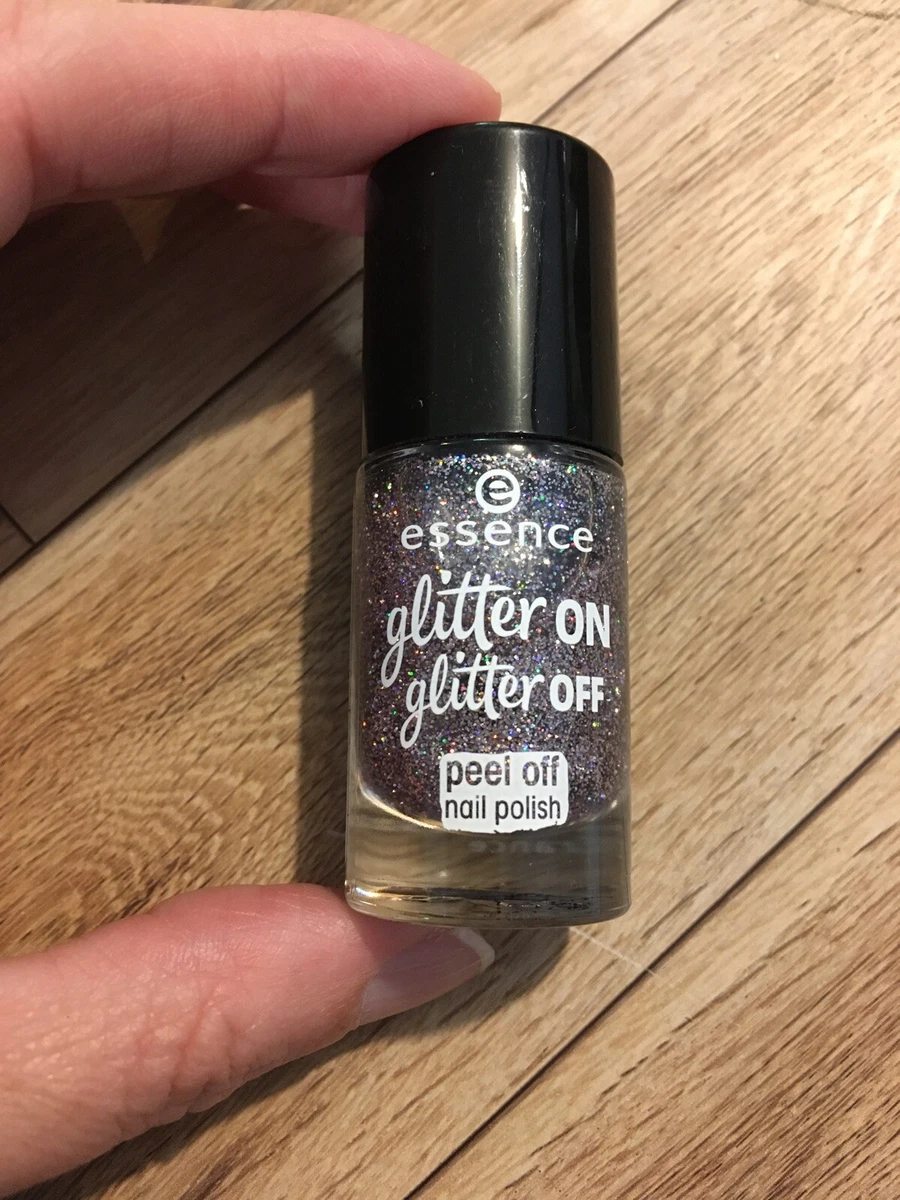 e
essence
glitter ON
glitter OFF
peel off
nail polish